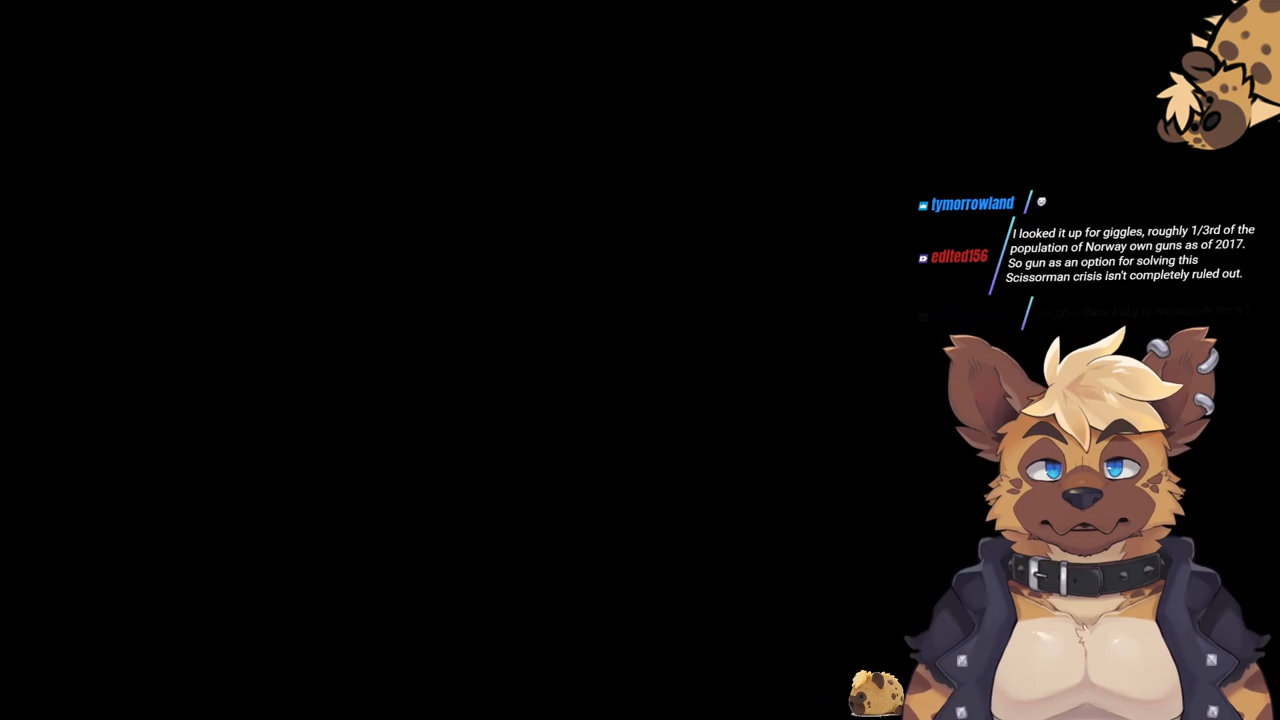 tymorrowland
I looked it up for giggles, roughly 1/3rd of the
population of Norway own guns as of 2017.
edited156
So gun as an option for solving this
Scissorman crisis isn't completely ruled out.